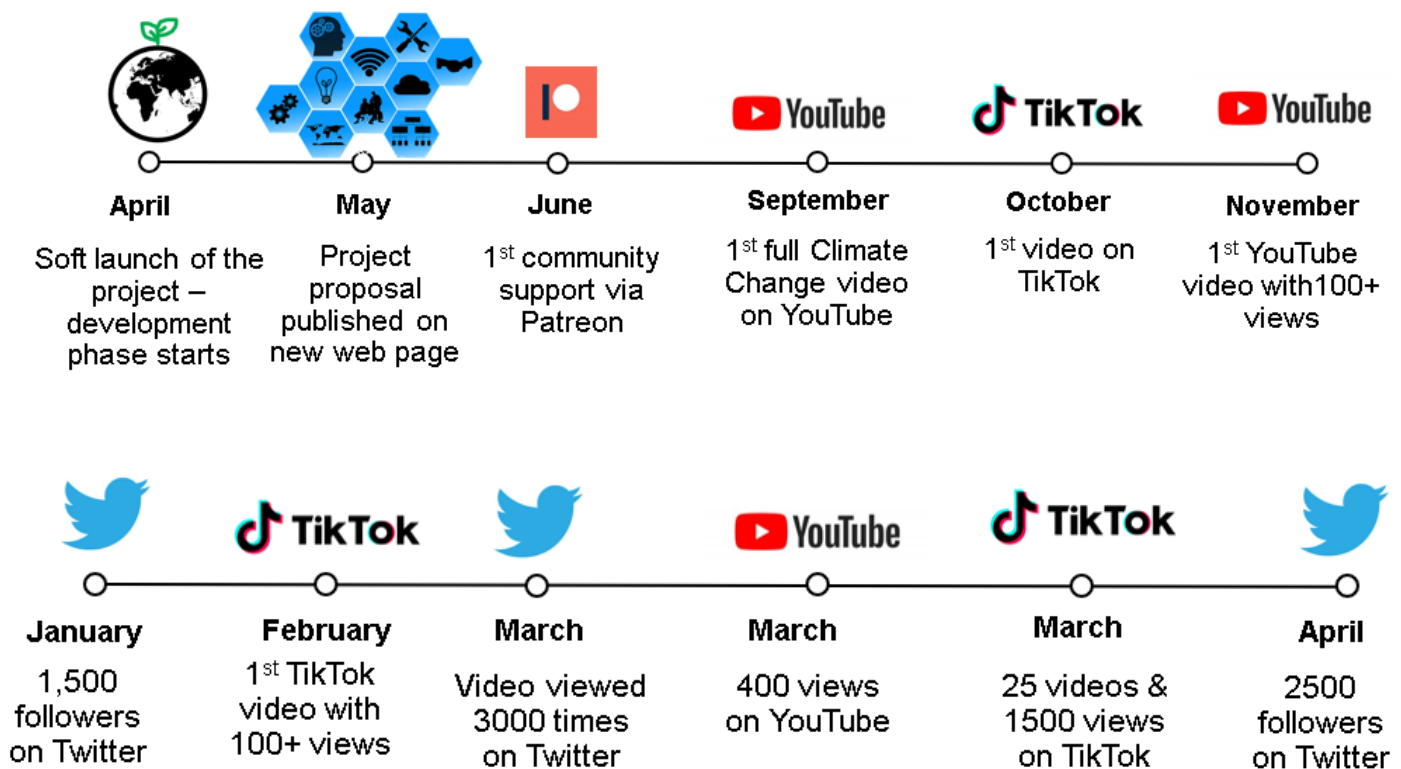 YouTube
TikTok
YouTube
April
May
June
September
October
November
Soft launch of the
project –
development
phase starts
Project
proposal
published on
new web page
1st community
support via
Patreon
1st full Climate
Change video
on YouTube
1st video on
TikTok
1st YouTube
video with100+
views
TikTok
YouTube
TikTok
January
February
March
March
March
April
1,500
followers
on Twitter
1st TikTok
video with
100+ views
Video viewed
3000 times
on Twitter
400 views
on YouTube
25 videos &
1500 views
on TikTok
2500
followers
on Twitter